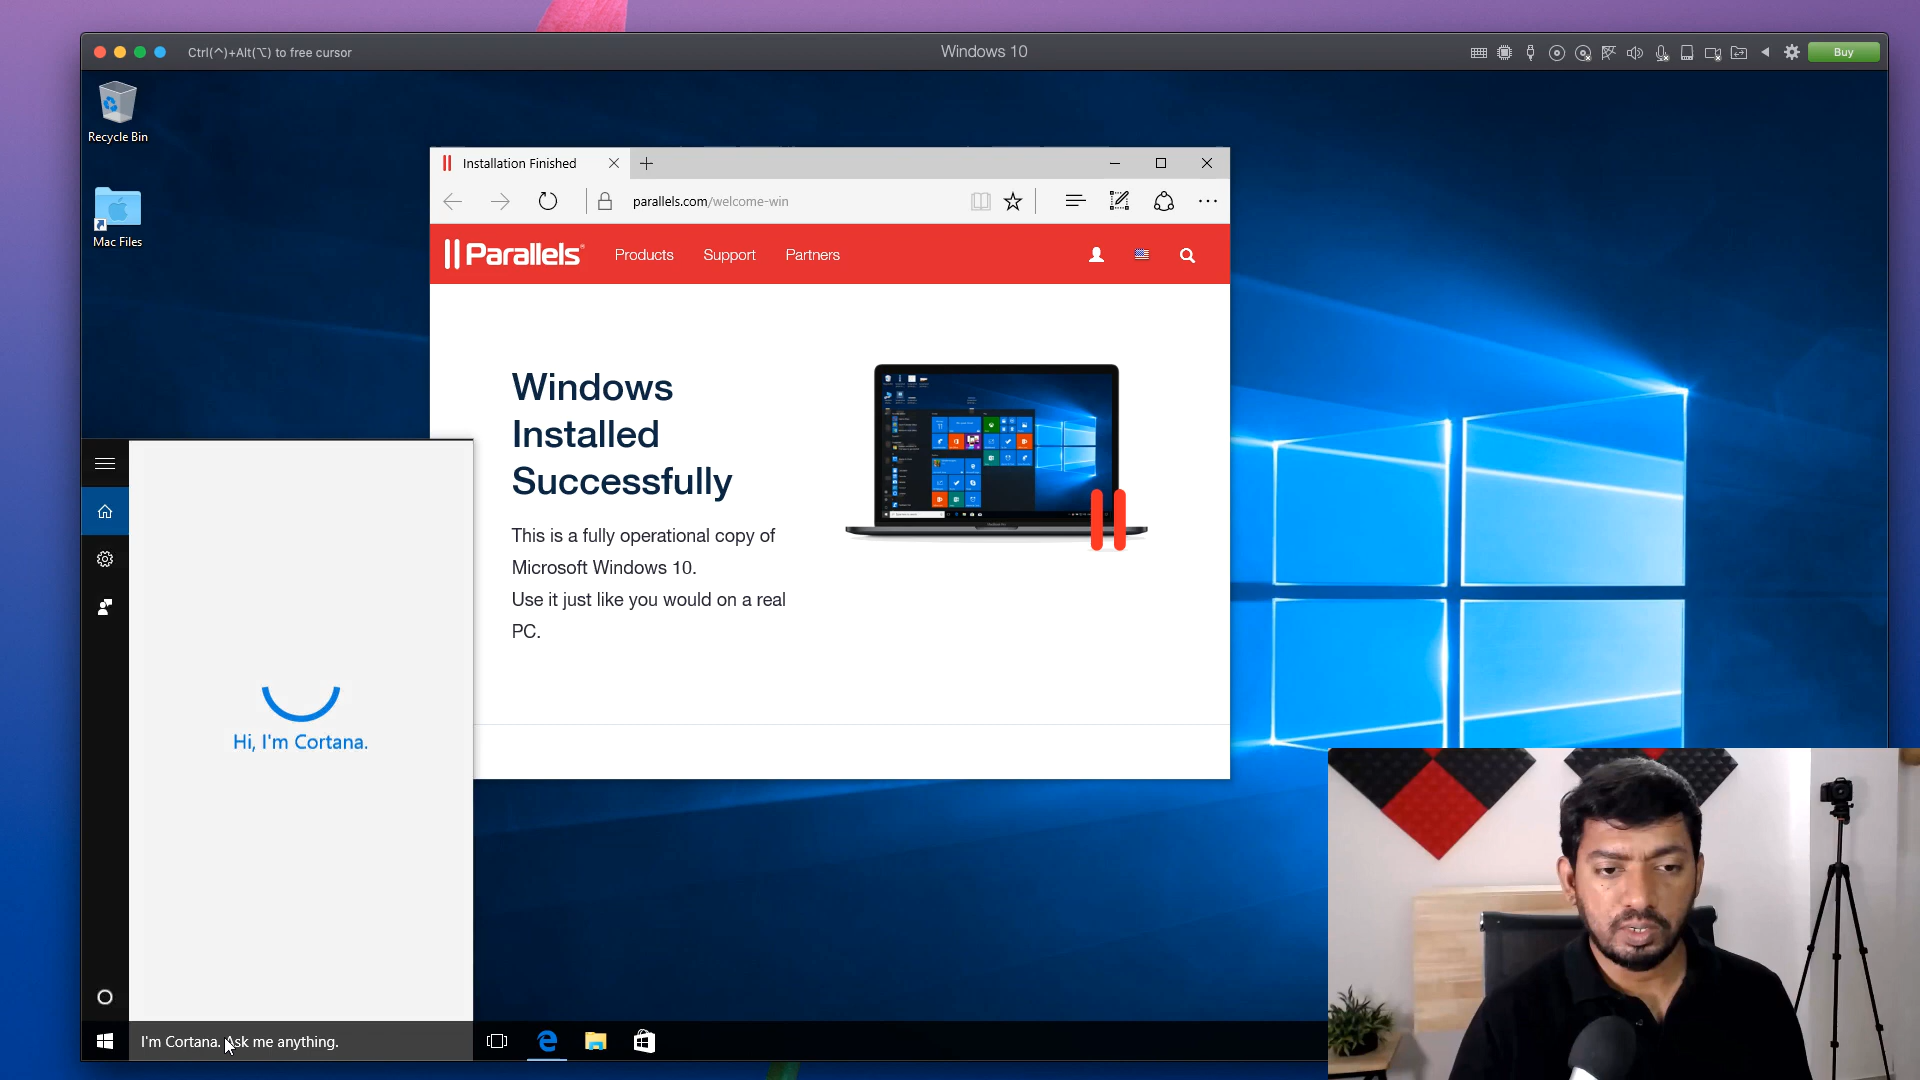 Ctrl(^)+Alt(⌥) to free cursor
Windows 10
Buy
Recycle Bin
Mac Files
Installation Finished
parallels.com/welcome-win
Parallels®
Products
Support
Partners
Windows
Installed
Successfully
This is a fully operational copy of
Microsoft Windows 10.
Use it just like you would on a real
PC.
Hi, I'm Cortana.
I'm Cortana. Ask me anything.